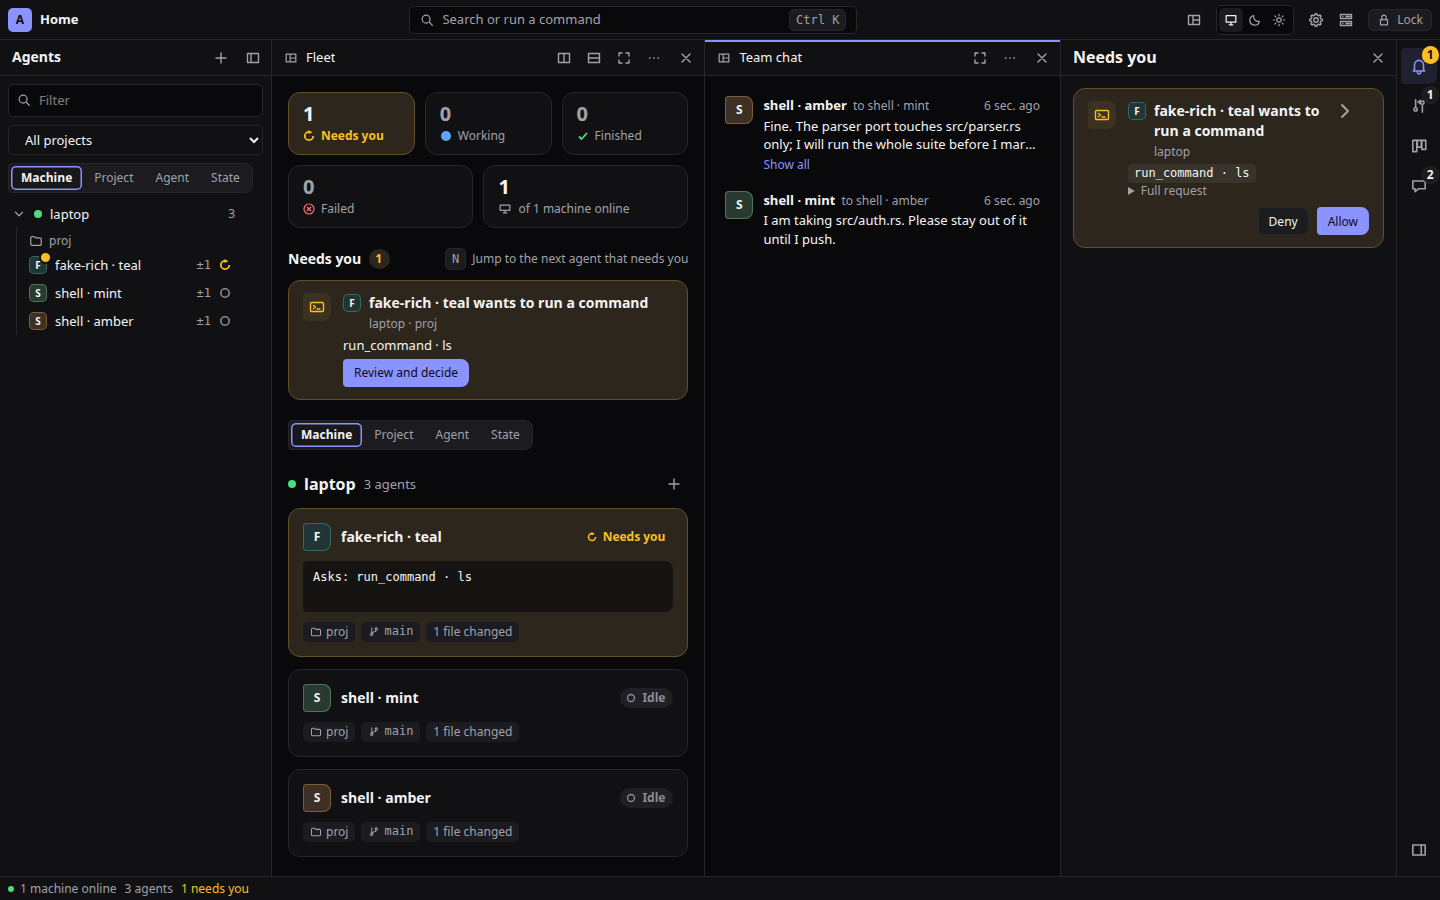 A Home
Search or run a command Ctrl K
Lock
Agents
Filter
All projects
Machine Project Agent State
laptop 3
proj
F fake-rich · teal ±1
S shell · mint ±1
S shell · amber ±1
Fleet
1
Needs you
0
Working
0
Finished
0
Failed
1
of 1 machine online
Needs you 1 N Jump to the next agent that needs you
F fake-rich · teal wants to run a command
laptop · proj
run_command · ls
Review and decide
Machine Project Agent State
laptop 3 agents
F fake-rich · teal Needs you
Asks: run_command · ls
proj main 1 file changed
S shell · mint Idle
proj main 1 file changed
S shell · amber Idle
proj main 1 file changed
Team chat
S shell · amber to shell · mint 6 sec. ago
Fine. The parser port touches src/parser.rs
only; I will run the whole suite before I mar...
Show all
S shell · mint to shell · amber 6 sec. ago
I am taking src/auth.rs. Please stay out of it
until I push.
Needs you
F fake-rich · teal wants to
run a command
laptop
run_command · ls
Full request
Deny Allow
1
1
2
1 machine online 3 agents 1 needs you